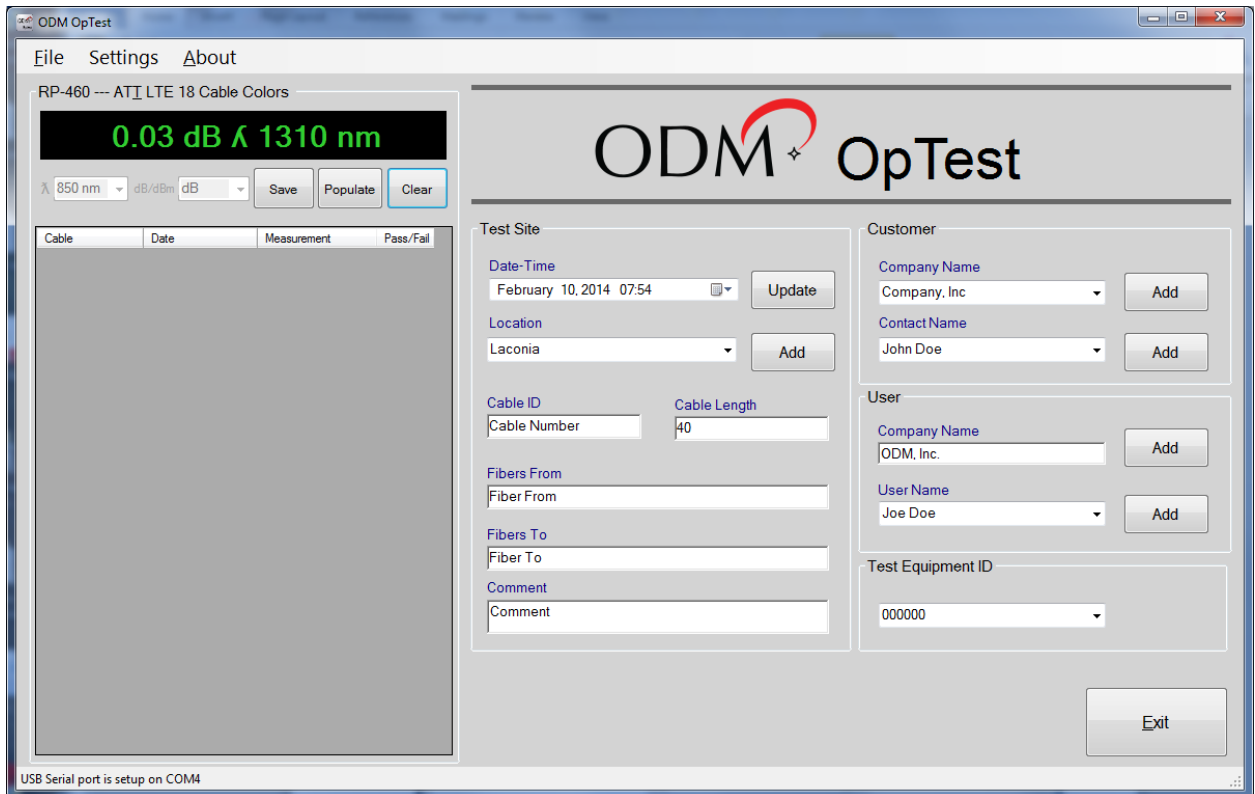 ODM OpTest
File Settings About
RP-460 --- ATT LTE 18 Cable Colors
0.03 dB ʎ 1310 nm
λ 850 nm dB/dBm dB Save Populate Clear
Cable Date Measurement Pass/Fail
ODM OpTest
Test Site
Date-Time
February 10, 2014 07:54 Update
Location
Laconia Add
Cable ID Cable Length
Cable Number 40
Fibers From
Fiber From
Fibers To
Fiber To
Comment
Comment
Customer
Company Name
Company, Inc Add
Contact Name
John Doe Add
User
Company Name
ODM, Inc. Add
User Name
Joe Doe Add
Test Equipment ID
000000
Exit
USB Serial port is setup on COM4